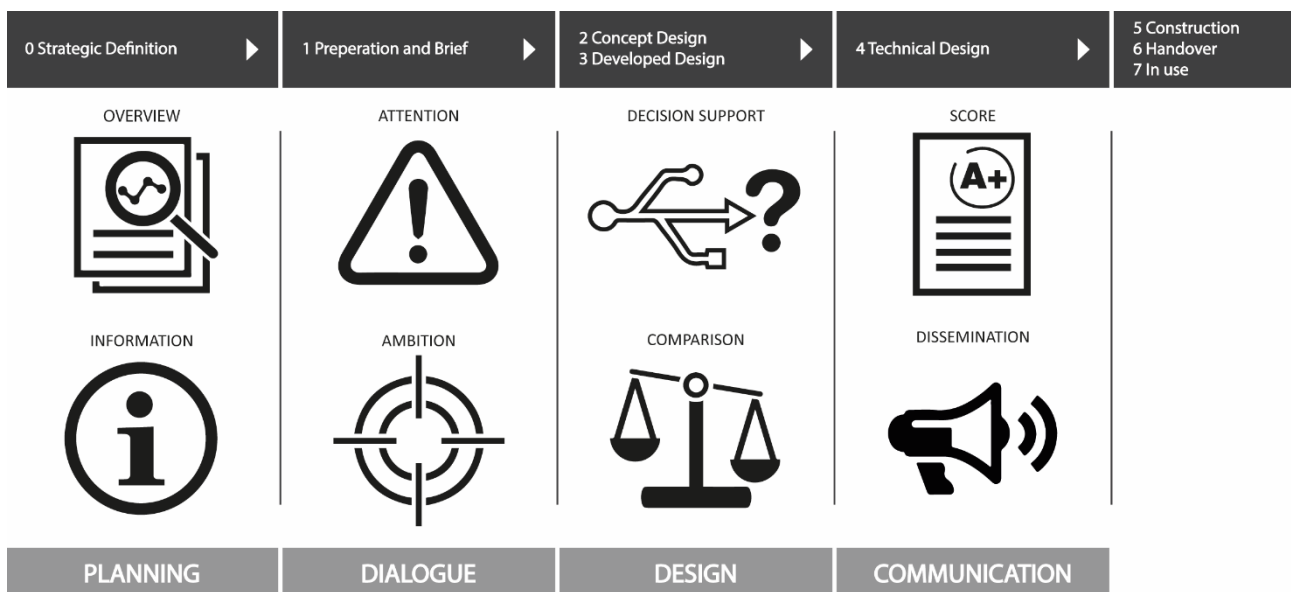 0 Strategic Definition
1 Preperation and Brief
2 Concept Design
3 Developed Design
4 Technical Design
5 Construction
6 Handover
7 In use
OVERVIEW
ATTENTION
DECISION SUPPORT
SCORE
A+
INFORMATION
AMBITION
COMPARISON
DISSEMINATION
PLANNING
DIALOGUE
DESIGN
COMMUNICATION